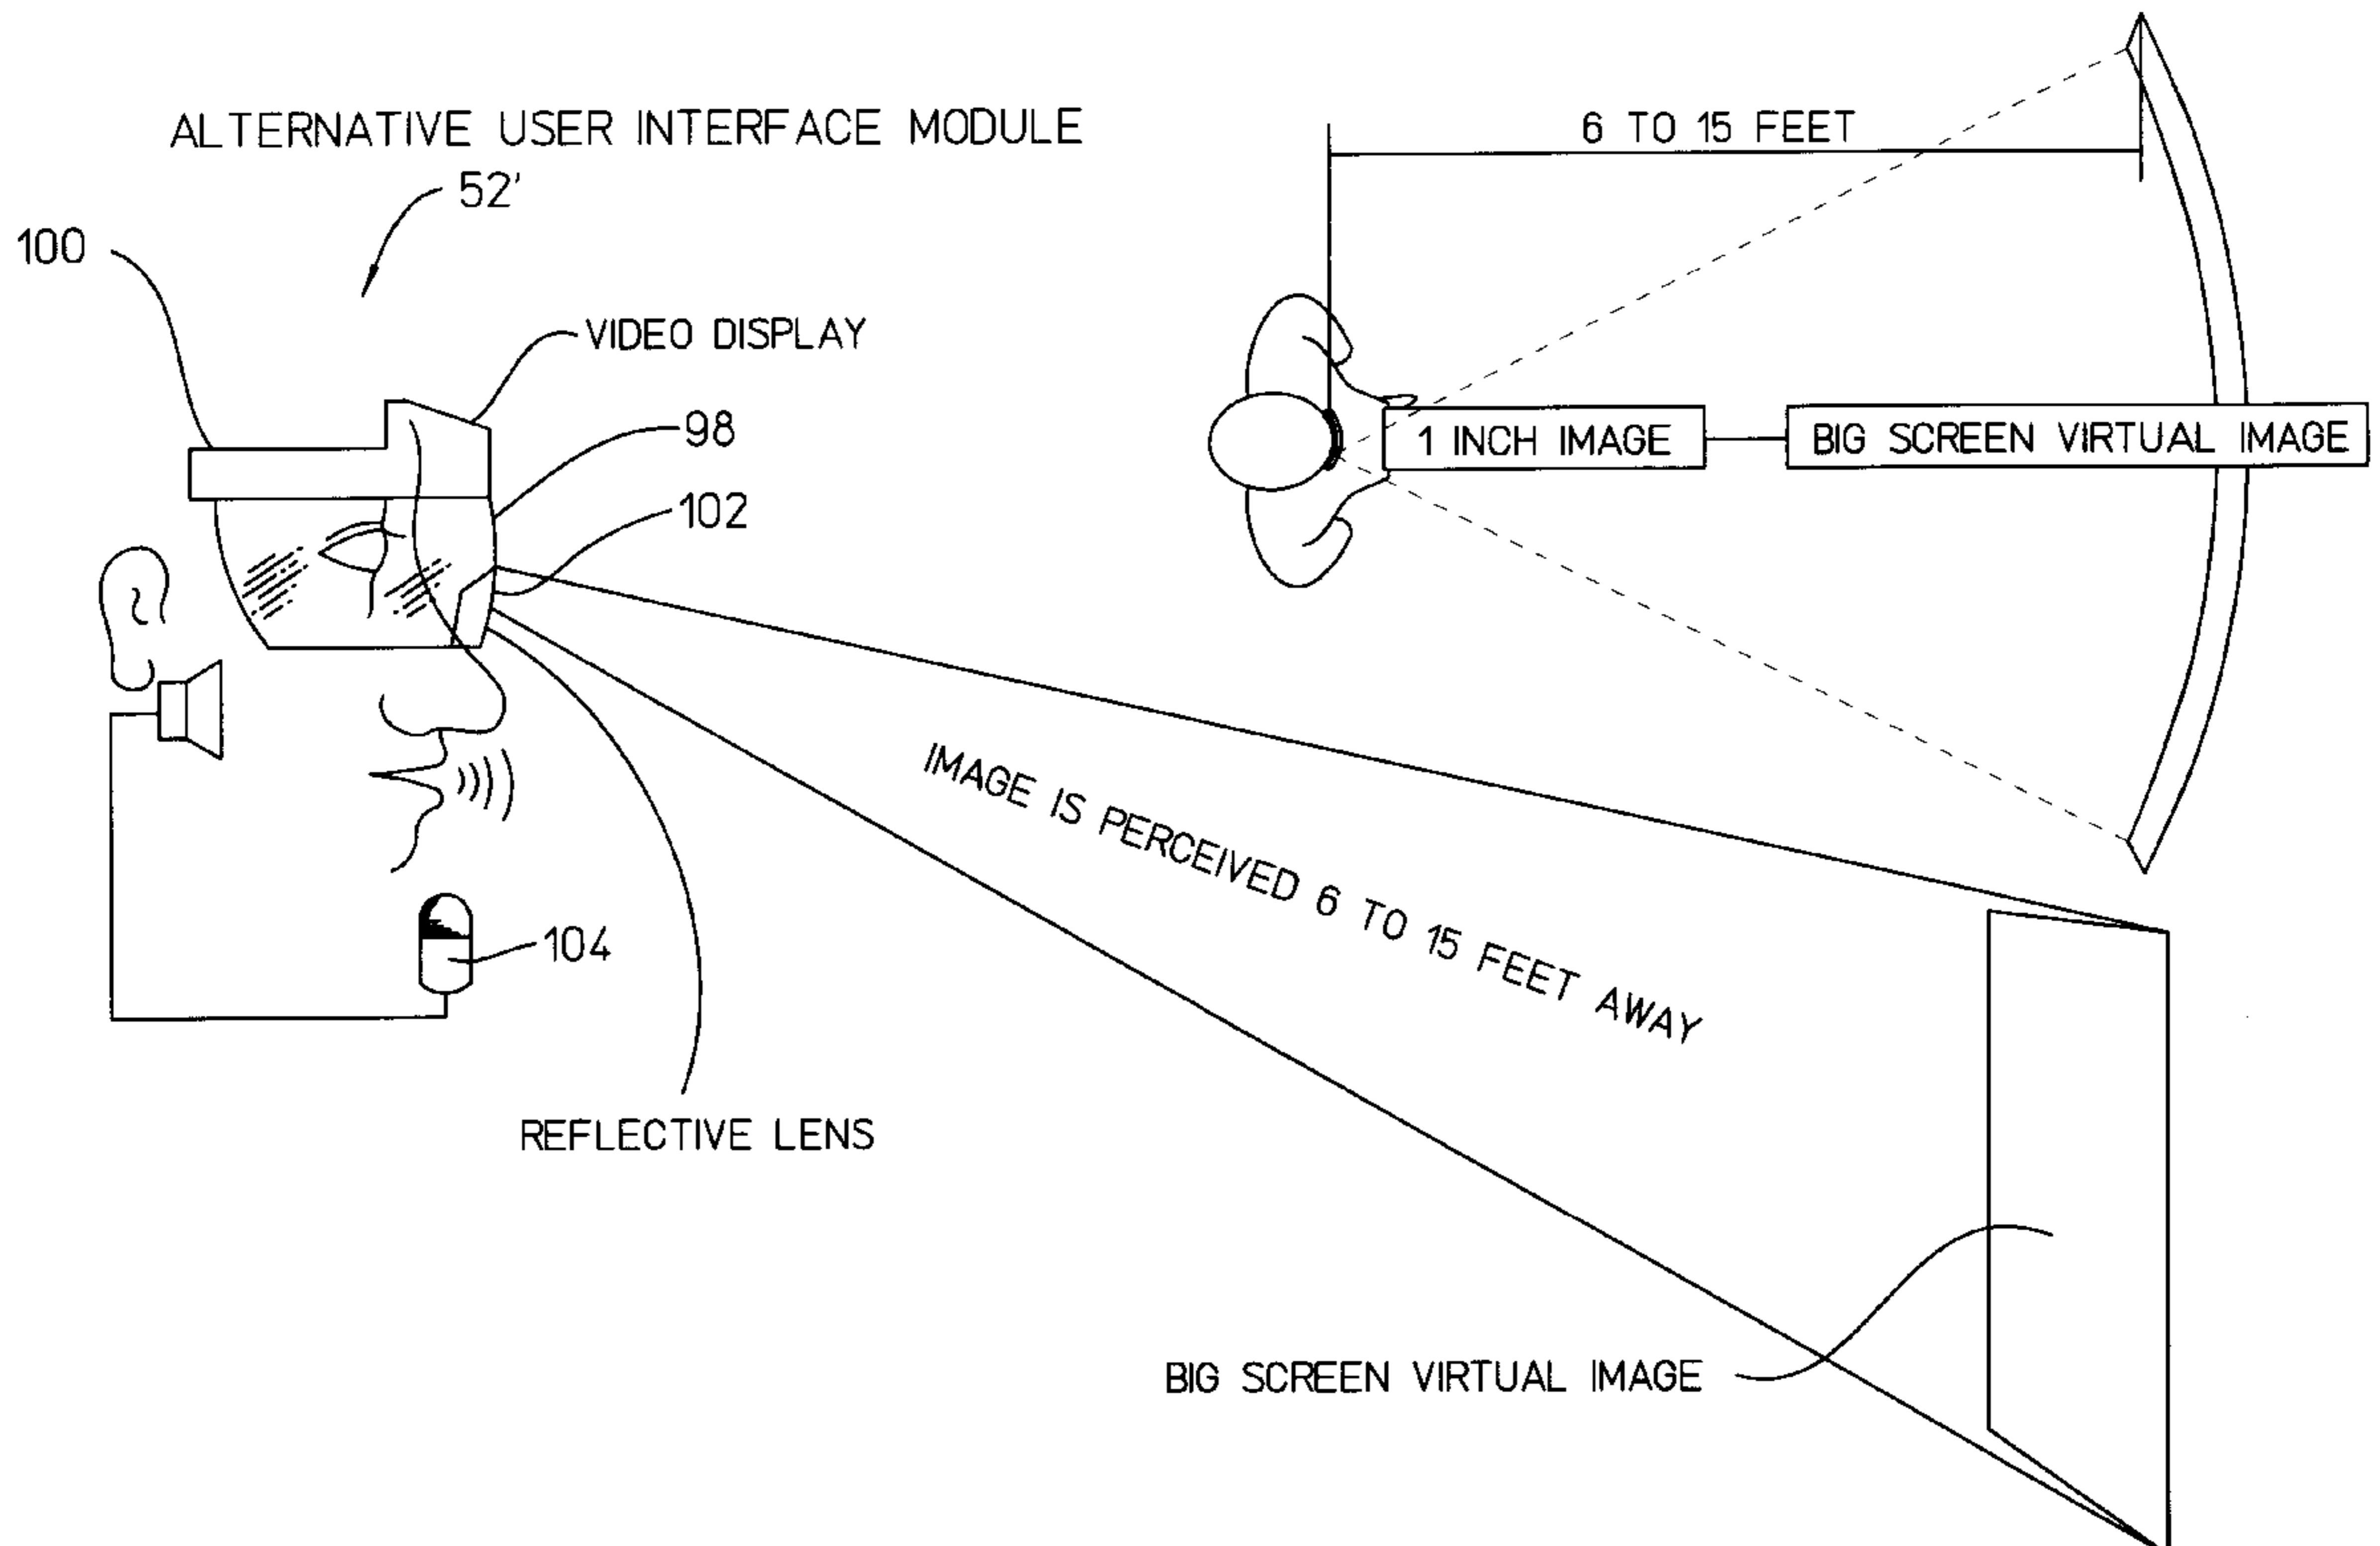 ALTERNATIVE USER INTERFACE MODULE
52'
100
VIDEO DISPLAY
98
102
104
REFLECTIVE LENS
6 TO 15 FEET
1 INCH IMAGE
BIG SCREEN VIRTUAL IMAGE
IMAGE IS PERCEIVED 6 TO 15 FEET AWAY
BIG SCREEN VIRTUAL IMAGE